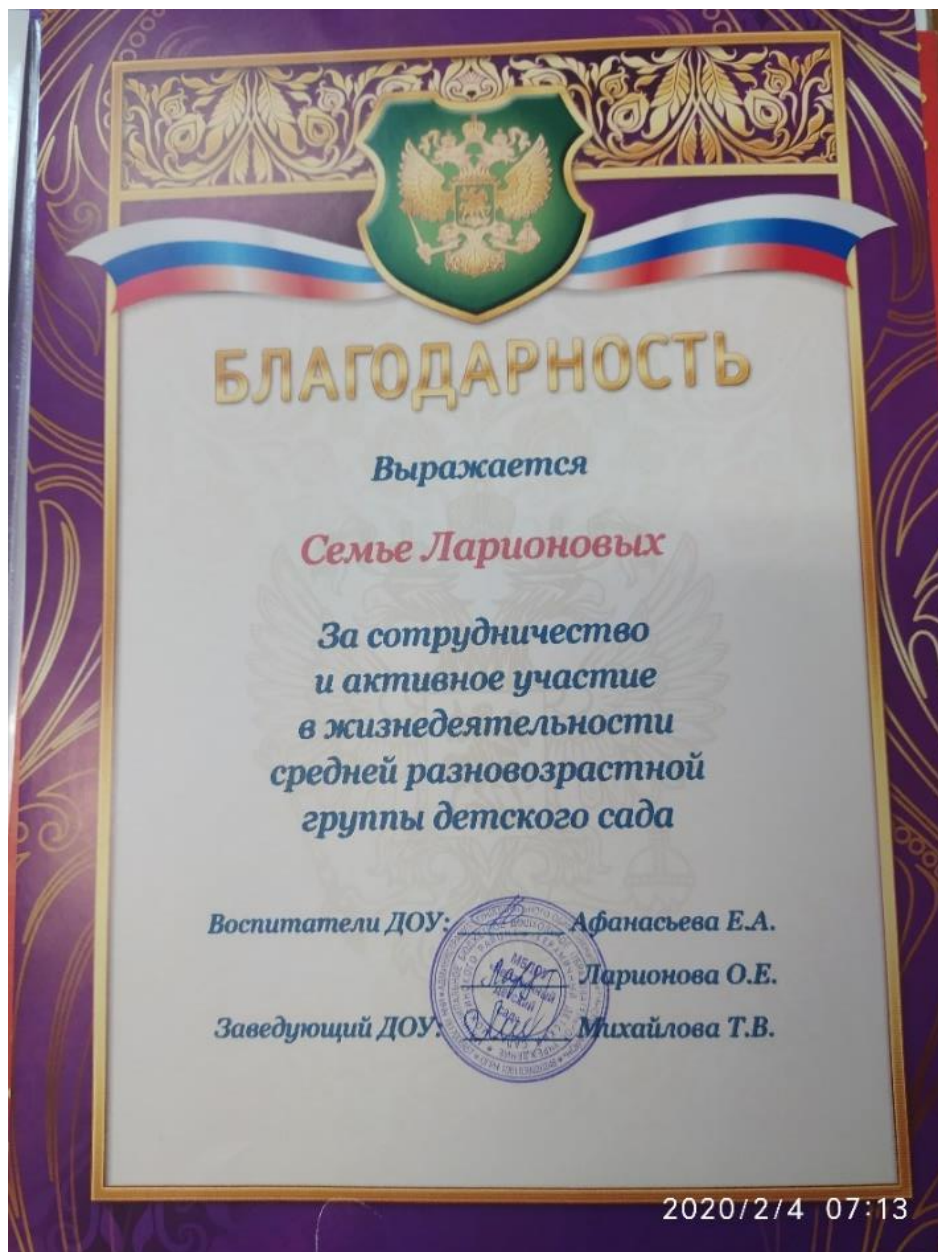 БЛАГОДАРНОСТЬ
Выражается
Семье Ларионовых
За сотрудничество
и активное участие
в жизнедеятельности
средней разновозрастной
группы детского сада
Воспитатели ДОУ: Афанасьева Е.А.
Ларионова О.Е.
Заведующий ДОУ: Михайлова Т.В.
2020/2/4 07:13